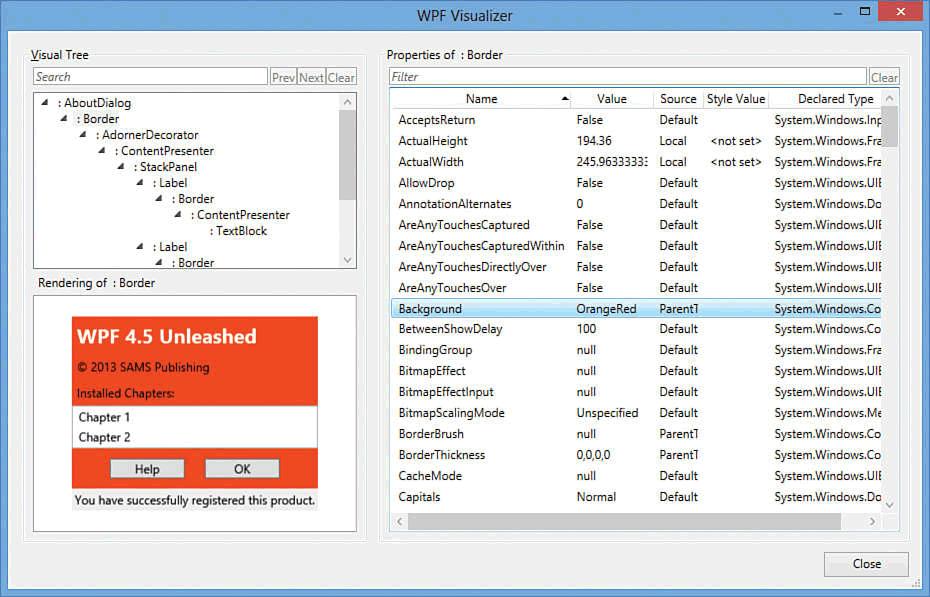 WPF Visualizer
Visual Tree
Search
Prev Next Clear
: AboutDialog
: Border
: AdornerDecorator
: ContentPresenter
: StackPanel
: Label
: Border
: ContentPresenter
: TextBlock
: Label
: Border
Rendering of : Border
WPF 4.5 Unleashed
© 2013 SAMS Publishing
Installed Chapters:
Chapter 1
Chapter 2
Help OK
You have successfully registered this product.
Properties of : Border
Filter Clear
Name Value Source Style Value Declared Type
AcceptsReturn False Default System.Windows.Inp
ActualHeight 194.36 Local <not set> System.Windows.Fra
ActualWidth 245.96333333 Local <not set> System.Windows.Fra
AllowDrop False Default System.Windows.UIE
AnnotationAlternates 0 Default System.Windows.Do
AreAnyTouchesCaptured False Default System.Windows.UIE
AreAnyTouchesCapturedWithin False Default System.Windows.UIE
AreAnyTouchesDirectlyOver False Default System.Windows.UIE
AreAnyTouchesOver False Default System.Windows.UIE
Background OrangeRed ParentT System.Windows.Co
BetweenShowDelay 100 Default System.Windows.Co
BindingGroup null Default System.Windows.Fra
BitmapEffect null Default System.Windows.UIE
BitmapEffectInput null Default System.Windows.UIE
BitmapScalingMode Unspecified Default System.Windows.Me
BorderBrush null ParentT System.Windows.Co
BorderThickness 0,0,0,0 ParentT System.Windows.Co
CacheMode null Default System.Windows.UIE
Capitals Normal Default System.Windows.Do
Close